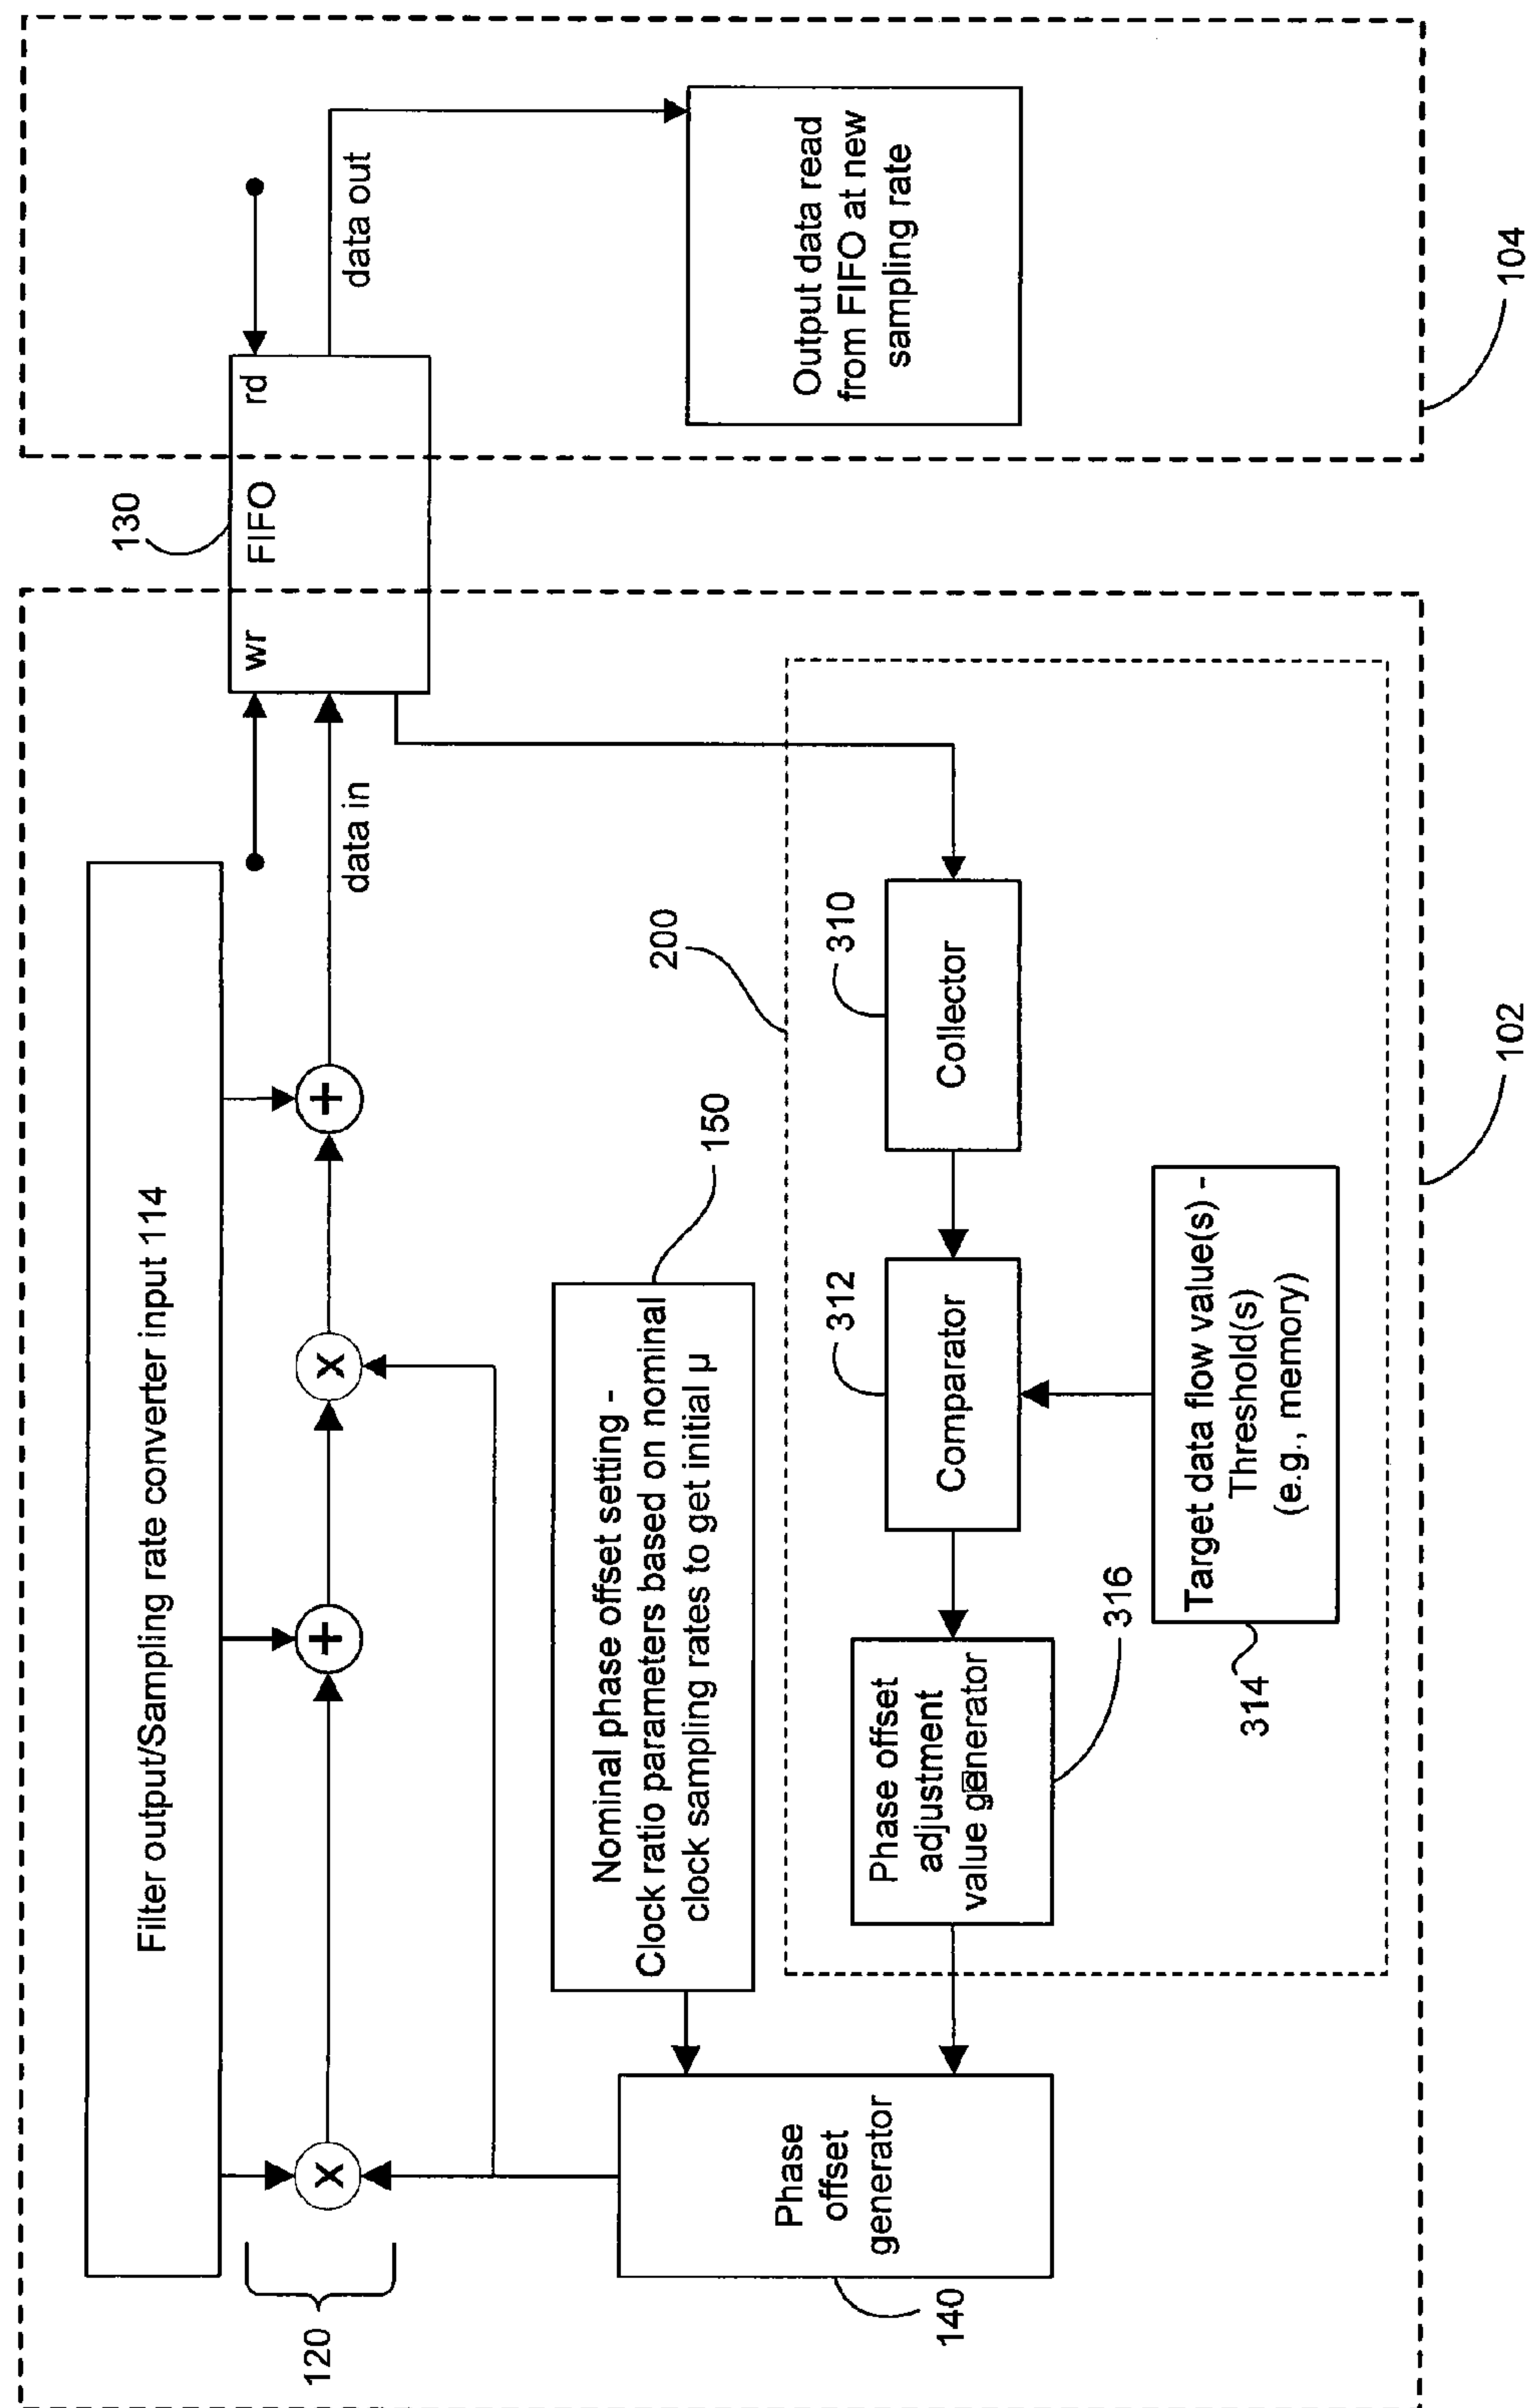 Filter output/Sampling rate converter input 114
120
X
+
X
+
data in
wr
FIFO
rd
130
data out
Output data read
from FIFO at new
sampling rate
104
Nominal phase offset setting -
Clock ratio parameters based on nominal
clock sampling rates to get initial μ
150
200
Phase
offset
generator
140
Phase offset
adjustment
value generator
316
Comparator
312
Collector
310
Target data flow value(s) -
Threshold(s)
(e.g., memory)
314
102